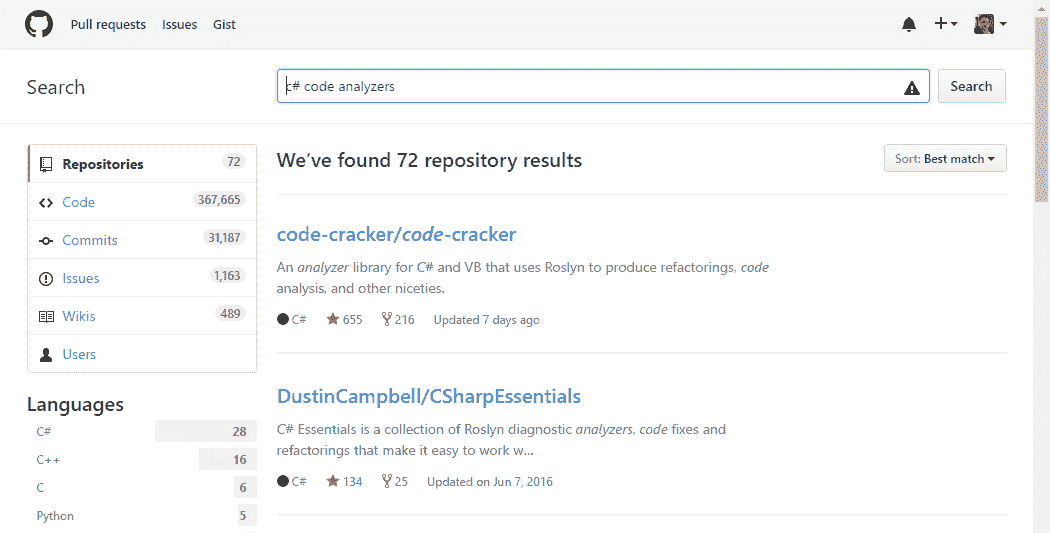 Pull requests Issues Gist
Search
c# code analyzers
Search
Repositories 72
Code 367,665
Commits 31,187
Issues 1,163
Wikis 489
Users
Languages
C# 28
C++ 16
C 6
Python 5
We’ve found 72 repository results
Sort: Best match
code-cracker/code-cracker
An analyzer library for C# and VB that uses Roslyn to produce refactorings, code
analysis, and other niceties.
C# 655 216 Updated 7 days ago
DustinCampbell/CSharpEssentials
C# Essentials is a collection of Roslyn diagnostic analyzers, code fixes and
refactorings that make it easy to work w...
C# 134 25 Updated on Jun 7, 2016